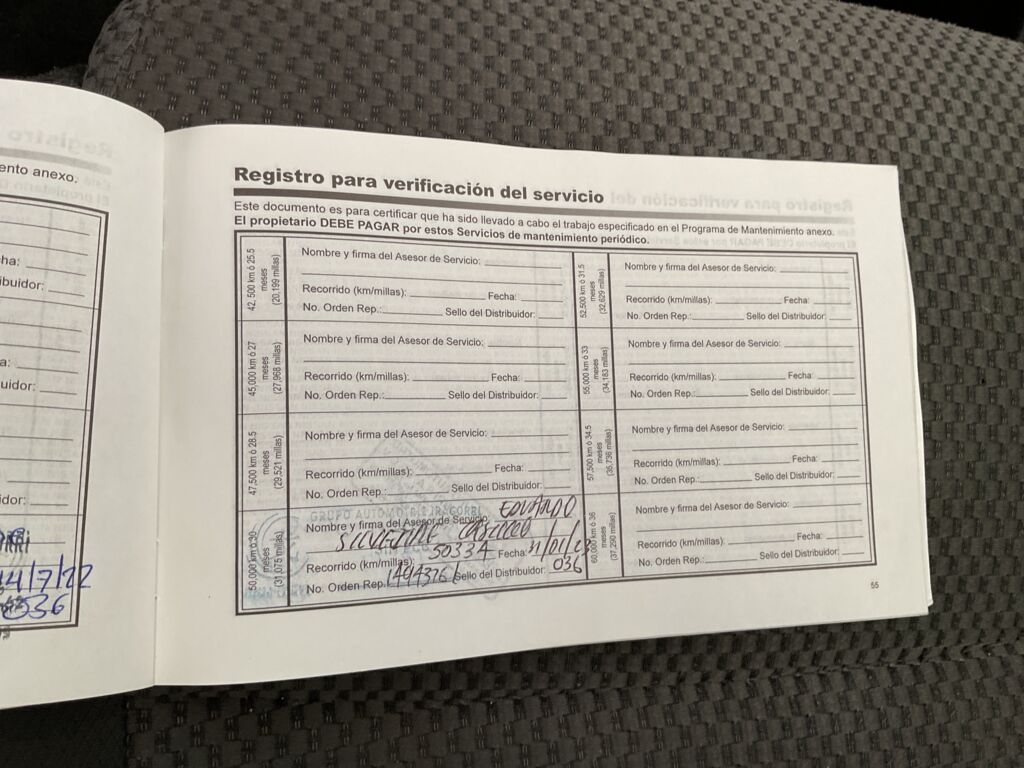 ento anexo.
cha:
ibuidor:
a:
uidor:
idor:
14/7/22
036
Registro para verificación del servicio
Este documento es para certificar que ha sido llevado a cabo el trabajo especificado en el Programa de Mantenimiento anexo.
El propietario DEBE PAGAR por estos Servicios de mantenimiento periódico.
42, 500 km ó 25.5
meses
(20,199 millas)
Nombre y firma del Asesor de Servicio:
Recorrido (km/millas): Fecha:
No. Orden Rep.: Sello del Distribuidor:
45,000 km ó 27
meses
(27,968 millas)
Nombre y firma del Asesor de Servicio:
Recorrido (km/millas): Fecha:
No. Orden Rep.: Sello del Distribuidor:
47,500 km ó 28.5
meses
(29,521 millas)
Nombre y firma del Asesor de Servicio:
Recorrido (km/millas): Fecha:
No. Orden Rep.: Sello del Distribuidor:
50,000 km ó 30
meses
(31,075 millas)
GRUPO AUTOMOTRIZ IRAGORRI
Nombre y firma del Asesor de Servicio: EDUARDO
SILVESTRE CASTILLO
Recorrido (km/millas): 50334 Fecha:
No. Orden Rep. Sello del Distribuidor: 036
52,500 km ó 31.5
meses
(32,629 millas)
Nombre y firma del Asesor de Servicio:
Recorrido (km/millas): Fecha:
No. Orden Rep.: Sello del Distribuidor:
55,000 km ó 33
meses
(34,183 millas)
Nombre y firma del Asesor de Servicio:
Recorrido (km/millas): Fecha:
No. Orden Rep.: Sello del Distribuidor:
57,500 km ó 34.5
meses
(35,736 millas)
Nombre y firma del Asesor de Servicio:
Recorrido (km/millas): Fecha:
No. Orden Rep.: Sello del Distribuidor:
60,000 km ó 36
meses
(37,290 millas)
Nombre y firma del Asesor de Servicio:
Recorrido (km/millas): Fecha:
No. Orden Rep.: Sello del Distribuidor:
55